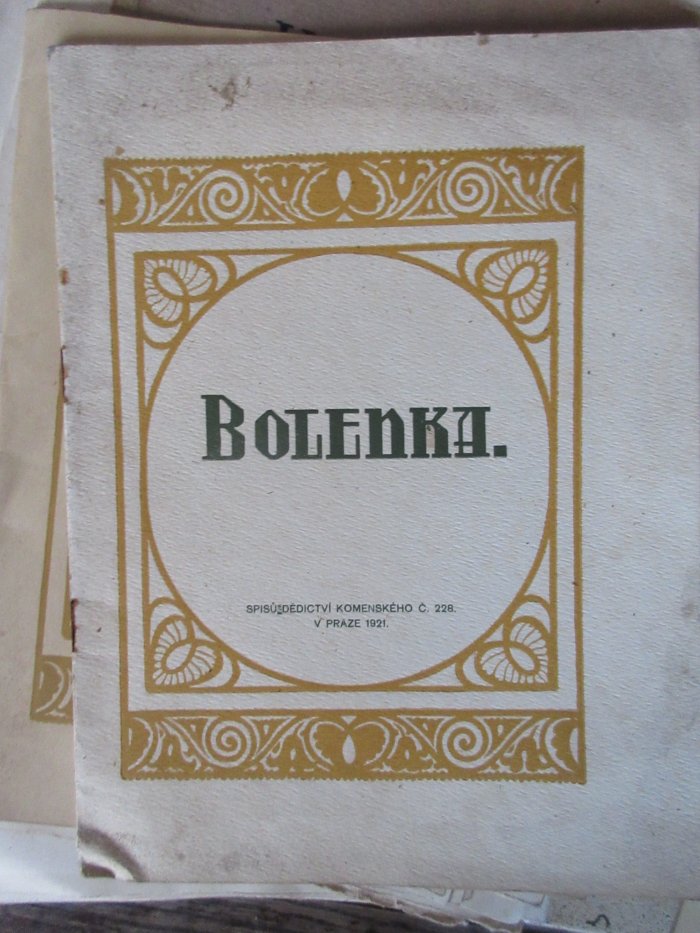 BOLENKA.
SPISŮ DĚDICTVÍ KOMENSKÉHO Č. 228.
V PRAZE 1921.